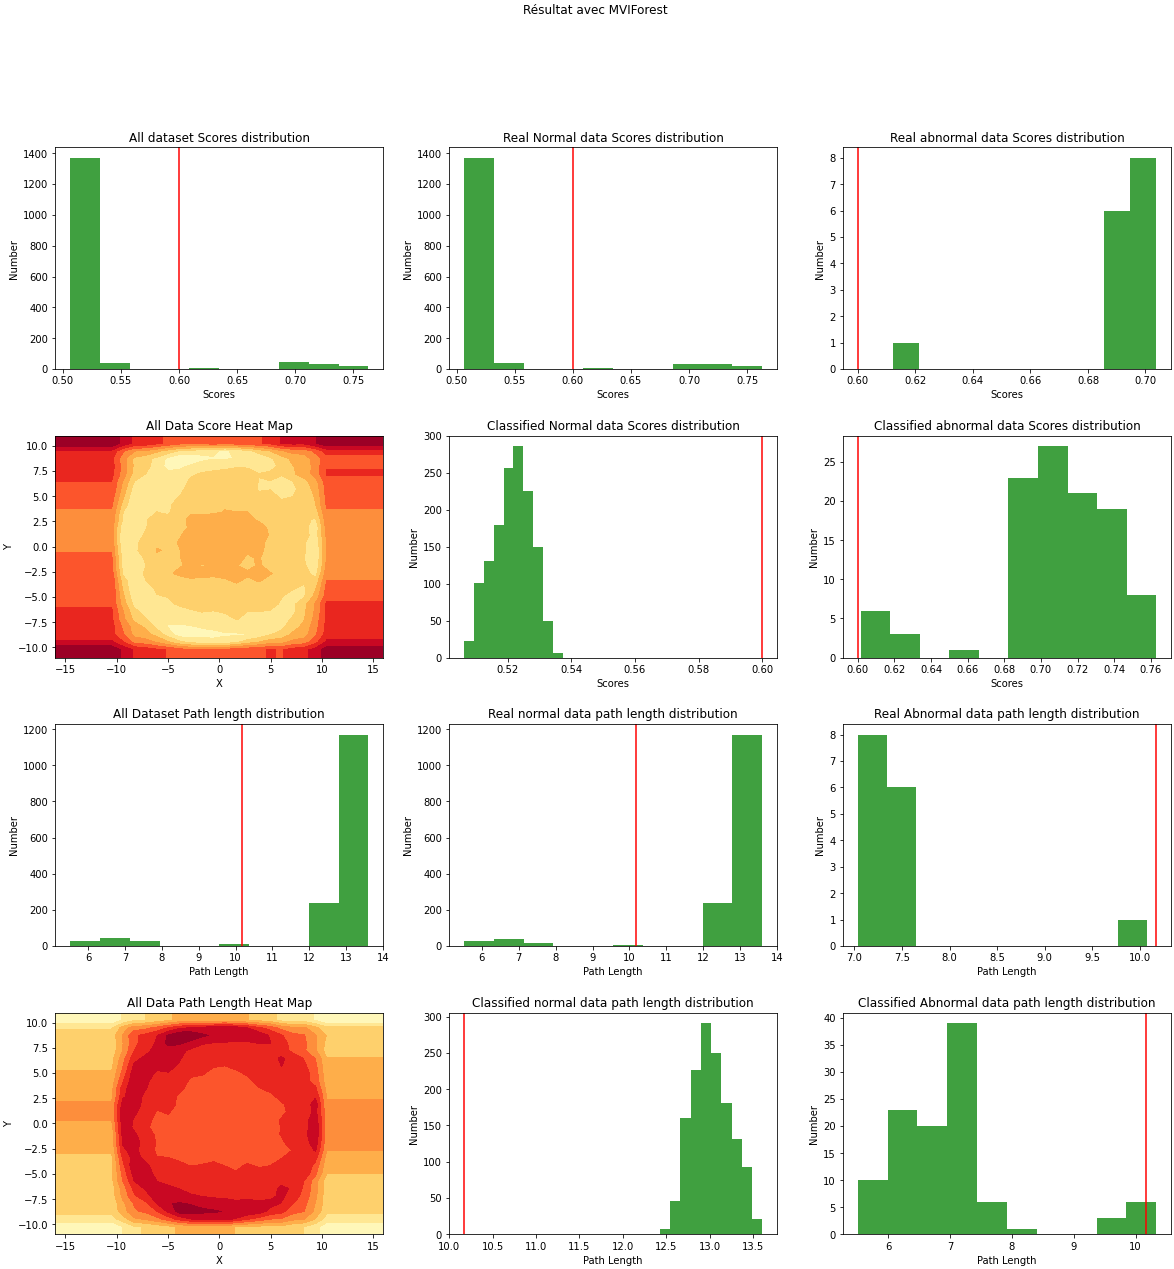 Résultat avec MVIForest
All dataset Scores distribution
Real Normal data Scores distribution
Real abnormal data Scores distribution
Number
1400
1200
1000
800
600
400
200
0
0.50 0.55 0.60 0.65 0.70 0.75
Scores
Number
1400
1200
1000
800
600
400
200
0
0.50 0.55 0.60 0.65 0.70 0.75
Scores
Number
8
7
6
5
4
3
2
1
0
0.60 0.62 0.64 0.66 0.68 0.70
Scores
All Data Score Heat Map
Classified Normal data Scores distribution
Classified abnormal data Scores distribution
Y
10.0
7.5
5.0
2.5
0.0
−2.5
−5.0
−7.5
−10.0
−15 −10 −5 0 5 10 15
X
Number
300
250
200
150
100
50
0
0.52 0.54 0.56 0.58 0.60
Scores
Number
25
20
15
10
5
0
0.60 0.62 0.64 0.66 0.68 0.70 0.72 0.74 0.76
Scores
All Dataset Path length distribution
Real normal data path length distribution
Real Abnormal data path length distribution
Number
1200
1000
800
600
400
200
0
6 7 8 9 10 11 12 13 14
Path Length
Number
1200
1000
800
600
400
200
0
6 7 8 9 10 11 12 13 14
Path Length
Number
8
7
6
5
4
3
2
1
0
7.0 7.5 8.0 8.5 9.0 9.5 10.0
Path Length
All Data Path Length Heat Map
Classified normal data path length distribution
Classified Abnormal data path length distribution
Y
10.0
7.5
5.0
2.5
0.0
−2.5
−5.0
−7.5
−10.0
−15 −10 −5 0 5 10 15
X
Number
300
250
200
150
100
50
0
10.0 10.5 11.0 11.5 12.0 12.5 13.0 13.5
Path Length
Number
40
35
30
25
20
15
10
5
0
6 7 8 9 10
Path Length